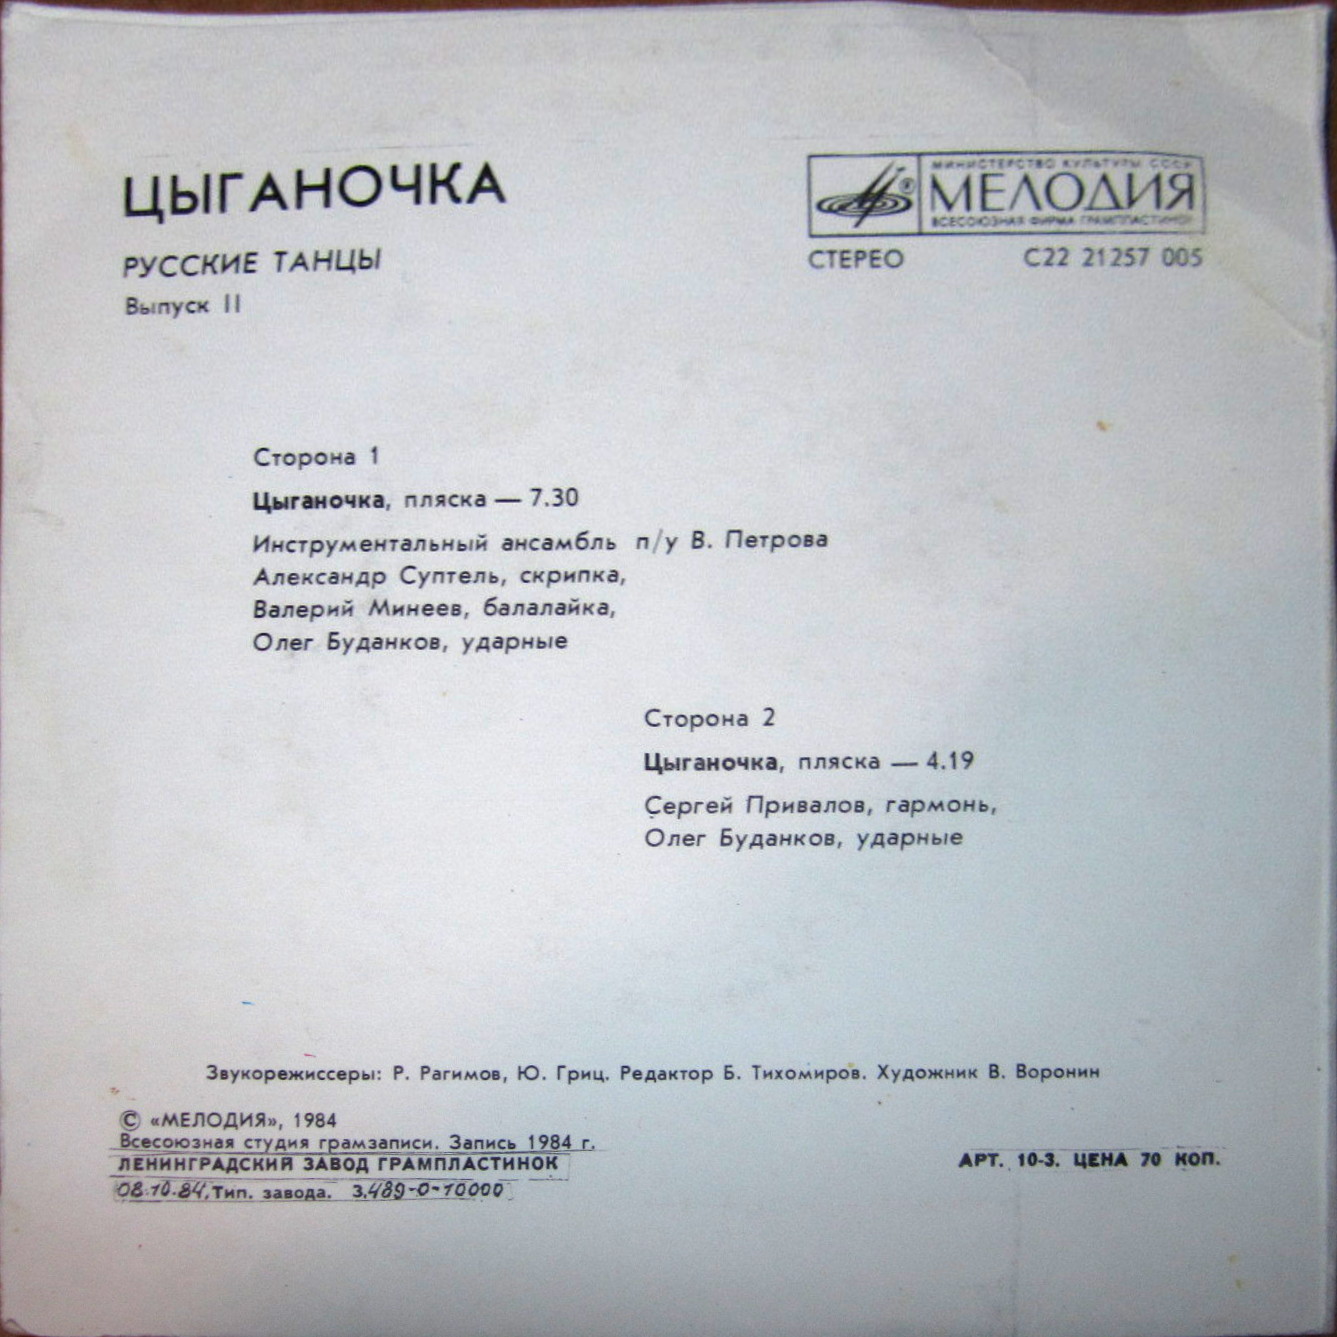 ЦЫГАНОЧКА
РУССКИЕ ТАНЦЫ
Выпуск II
МИНИСТЕРСТВО КУЛЬТУРЫ СССР
МЕЛОДИЯ
ВСЕСОЮЗНАЯ ФИРМА ГРАМПЛАСТИНОК
СТЕРЕО С22 21257 005
Сторона 1
Цыганочка, пляска — 7.30
Инструментальный ансамбль п/у В. Петрова
Александр Суптель, скрипка,
Валерий Минеев, балалайка,
Олег Буданков, ударные
Сторона 2
Цыганочка, пляска — 4.19
Сергей Привалов, гармонь,
Олег Буданков, ударные
Звукорежиссеры: Р. Рагимов, Ю. Гриц. Редактор Б. Тихомиров. Художник В. Воронин
© «МЕЛОДИЯ», 1984
Всесоюзная студия грамзаписи. Запись 1984 г.
ЛЕНИНГРАДСКИЙ ЗАВОД ГРАМПЛАСТИНОК
08.10.84. Тип. завода. З.489-0-10000
АРТ. 10-3. ЦЕНА 70 КОП.